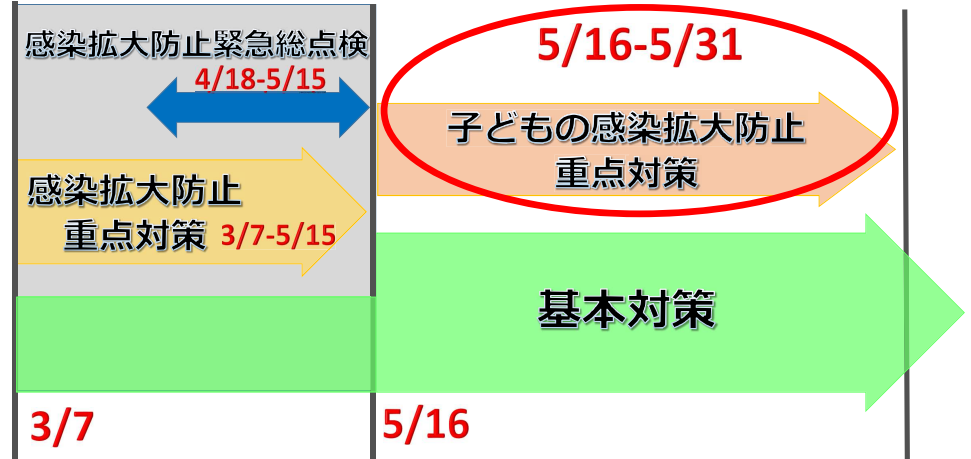 感染拡大防止緊急総点検
4/18-5/15
5/16-5/31
子どもの感染拡大防止
重点対策
感染拡大防止
重点対策 3/7-5/15
基本対策
3/7
5/16